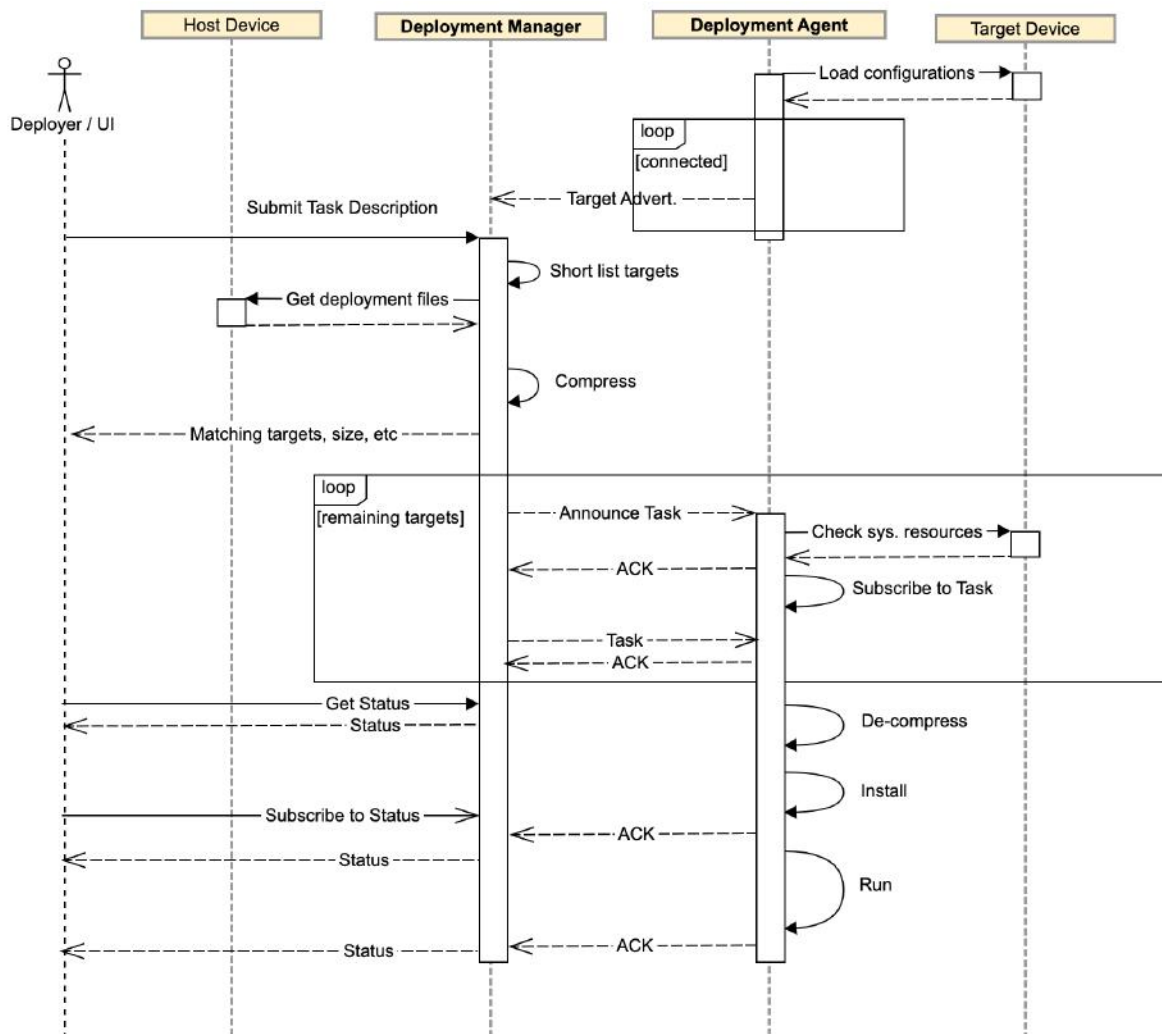 Host Device
Deployment Manager
Deployment Agent
Target Device
Deployer / UI
Load configurations
loop
[connected]
Target Advert.
Submit Task Description
Short list targets
Get deployment files
Compress
Matching targets, size, etc
loop
[remaining targets]
Announce Task
Check sys. resources
ACK
Subscribe to Task
Task
ACK
Get Status
Status
De-compress
Install
Subscribe to Status
ACK
Status
Run
ACK
Status